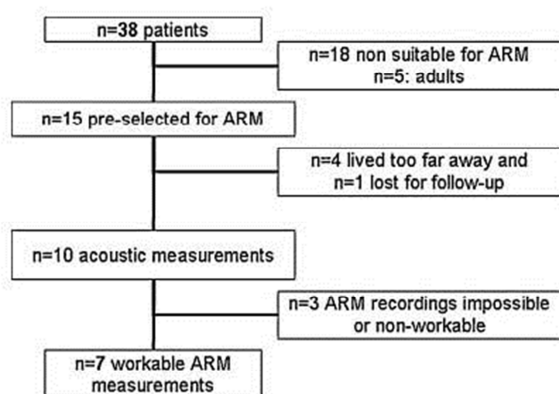 n=38 patients
n=18 non suitable for ARM
n=5: adults
n=15 pre-selected for ARM
n=4 lived too far away and
n=1 lost for follow-up
n=10 acoustic measurements
n=3 ARM recordings impossible
or non-workable
n=7 workable ARM
measurements